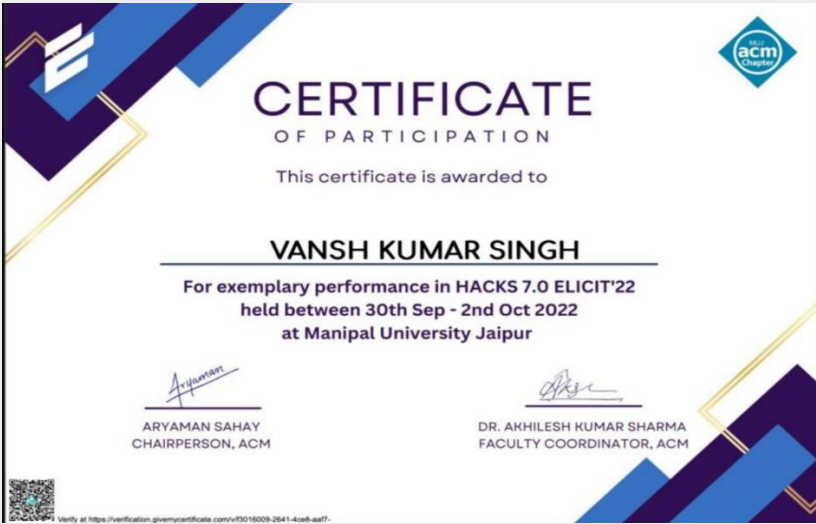 MUJ
acm
Chapter
CERTIFICATE
OF PARTICIPATION
This certificate is awarded to
VANSH KUMAR SINGH
For exemplary performance in HACKS 7.0 ELICIT'22
held between 30th Sep - 2nd Oct 2022
at Manipal University Jaipur
Aryaman
ARYAMAN SAHAY
CHAIRPERSON, ACM
DR. AKHILESH KUMAR SHARMA
FACULTY COORDINATOR, ACM
Verify at https://verification.givemycertificate.com/v/f3016009-2641-4ce8-aaf7-